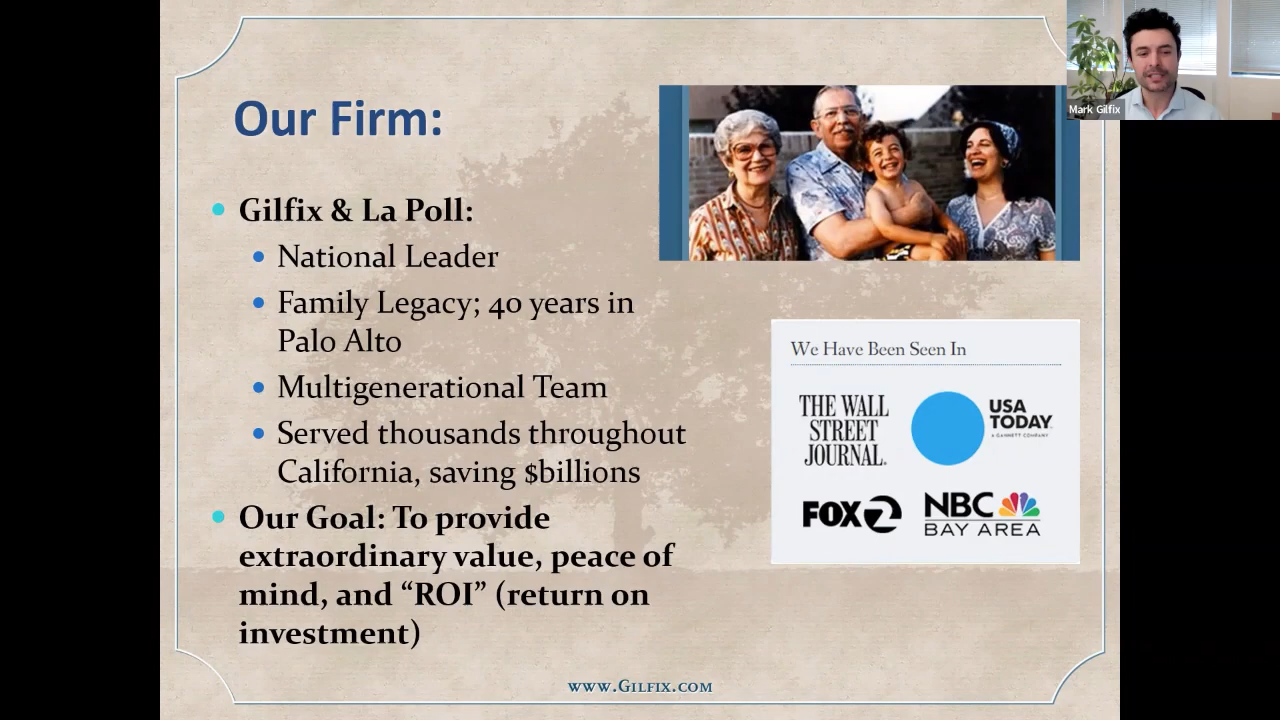 Our Firm:
Mark Gilfix
Gilfix & La Poll:
National Leader
Family Legacy; 40 years in
Palo Alto
Multigenerational Team
Served thousands throughout
California, saving $billions
Our Goal: To provide
extraordinary value, peace of
mind, and “ROI” (return on
investment)
We Have Been Seen In
THE WALL
STREET
JOURNAL.
USA
TODAY
A GANNETT COMPANY
FOX 2
NBC
BAY AREA
www.Gilfix.com